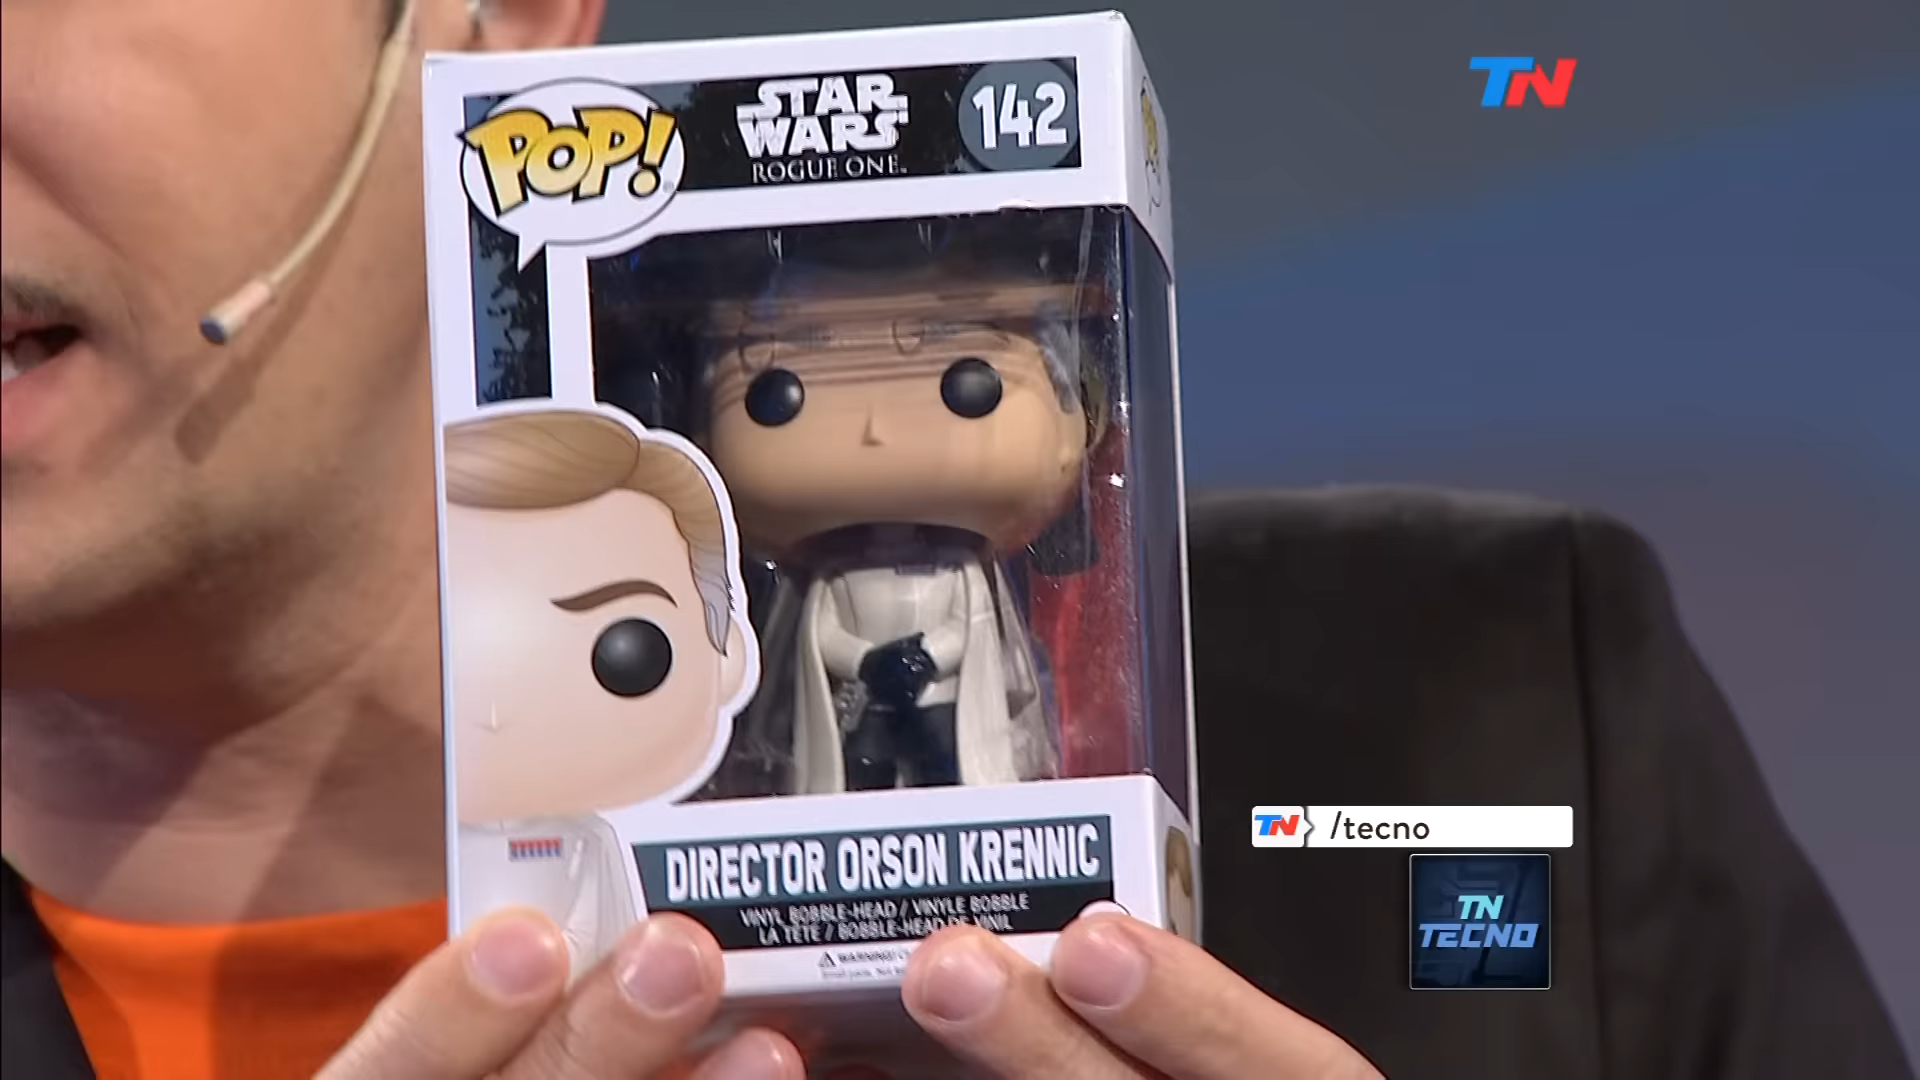 POP!
STAR
WARS
ROGUE ONE
142
DIRECTOR ORSON KRENNIC
VINYL BOBBLE-HEAD / VINYLE BOBBLE
LA TÊTE / BOBBLE-HEAD DE VINIL
WARNING
TN
TN /tecno
TN
TECNO